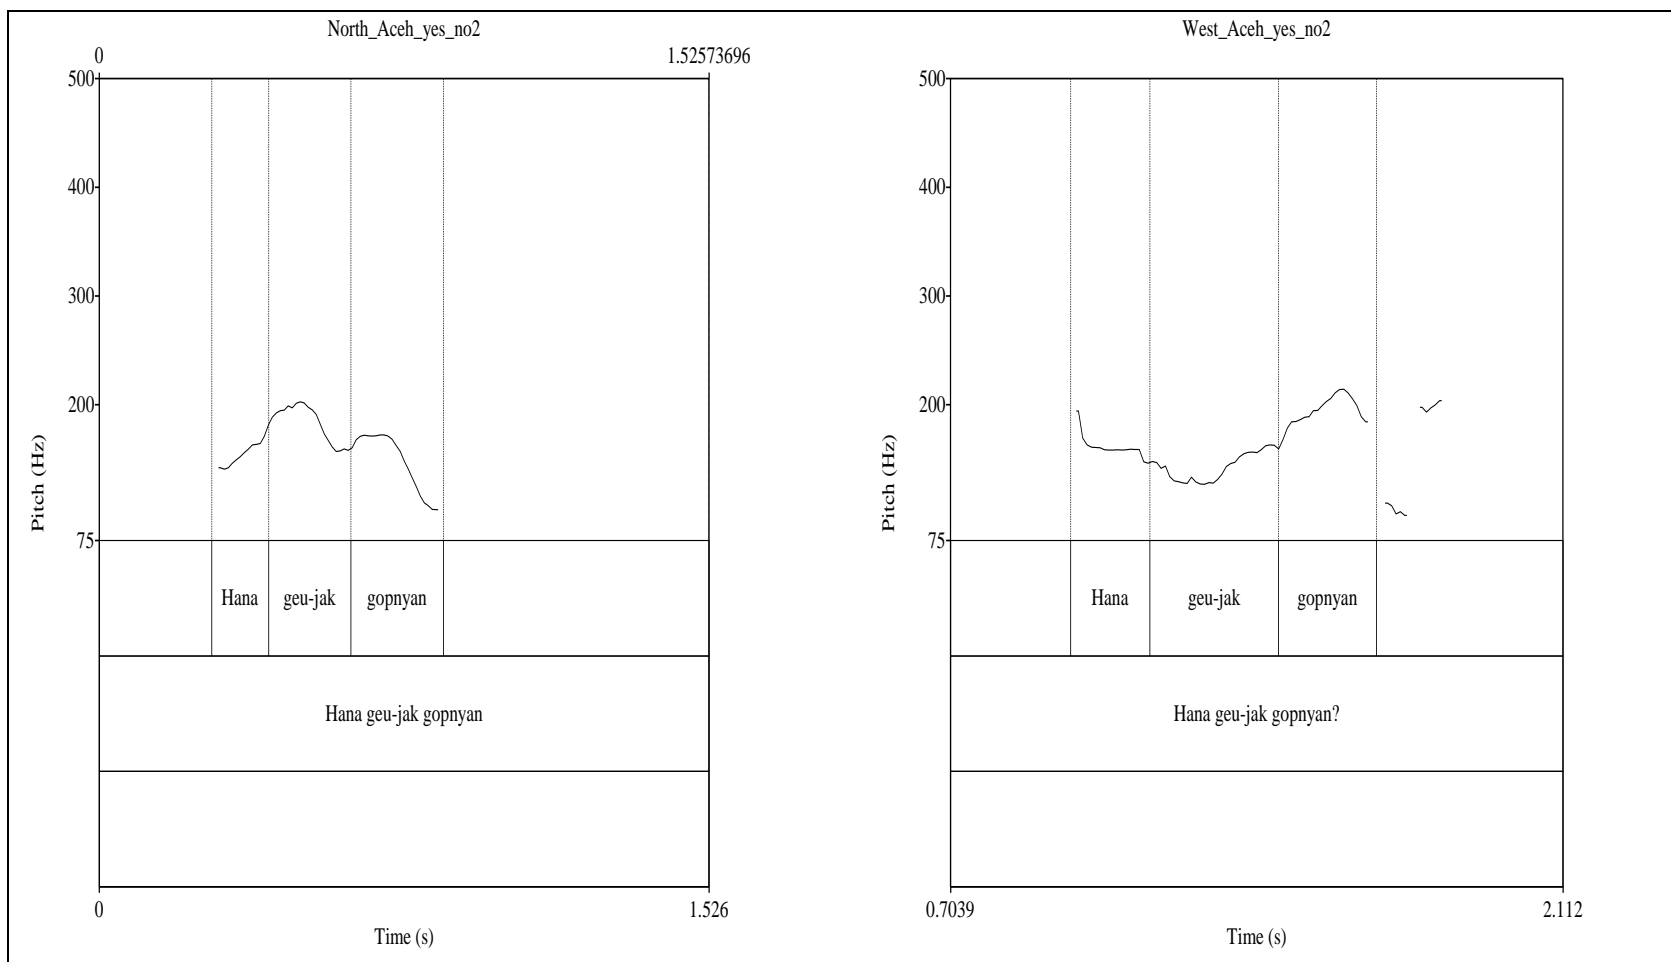 North_Aceh_yes_no2
0 1.52573696
500
400
300
200
75
Pitch (Hz)
Hana geu-jak gopnyan
Hana geu-jak gopnyan
0 1.526
Time (s)
West_Aceh_yes_no2
500
400
300
200
75
Pitch (Hz)
Hana geu-jak gopnyan
Hana geu-jak gopnyan?
0.7039 2.112
Time (s)